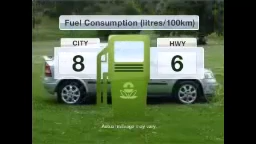 Fuel Consumption (litres/100km)
CITY HWY
8 6
Actual mileage may vary.